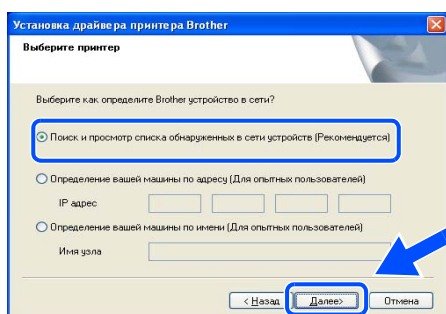 Установка драйвера принтера Brother
Выберите принтер
Выберите как определите Brother устройство в сети?
Поиск и просмотр списка обнаруженных в сети устройств (Рекомендуется)
Определение вашей машины по адресу (Для опытных пользователей)
IP адрес
Определение вашей машины по имени (Для опытных пользователей)
Имя узла
< Назад
Далее>
Отмена